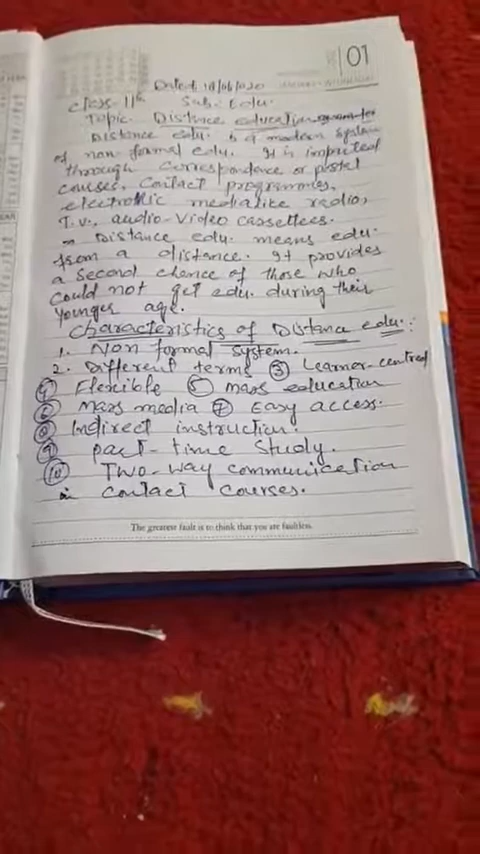 01
Dated, 18/06/020
Class-11th Sub:- Edu.
Topic. Distance education
Distance edu. is a modern system
of non-formal edu. It is imparted
through correspondence or postal
courses, Contact programmes,
electronic media like radio,
T.V., audio-video cassettees.
Distance edu. means edu.
from a distance. It provides
a second chance of those who
could not get edu. during their
younger age.
Characteristics of Distance edu.:
1. Non formal system.
2. Different terms ③ Learner-centred
④ Flexible ⑤ mass education
⑥ Mass media ⑦ Easy access.
⑧ Indirect instruction.
⑨ part-time study.
⑩ Two-way communication
in contact courses.
The greatest fault is to think that you are faultless.